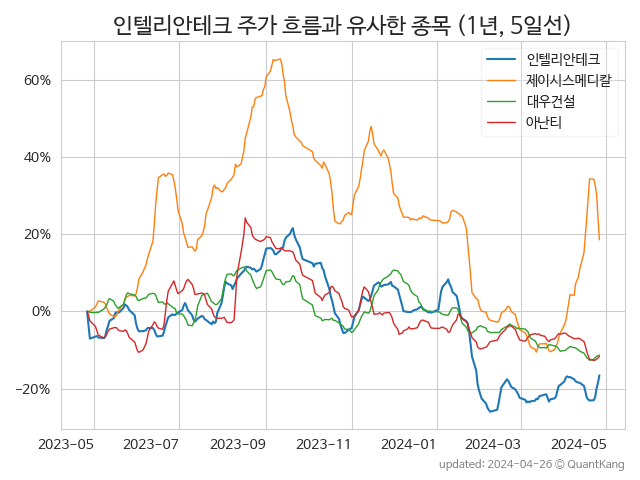 인텔리안테크 주가 흐름과 유사한 종목 (1년, 5일선)
인텔리안테크
제이시스메디칼
대우건설
아난티
60%
40%
20%
0%
−20%
2023-05 2023-07 2023-09 2023-11 2024-01 2024-03 2024-05
updated: 2024-04-26 © QuantKang